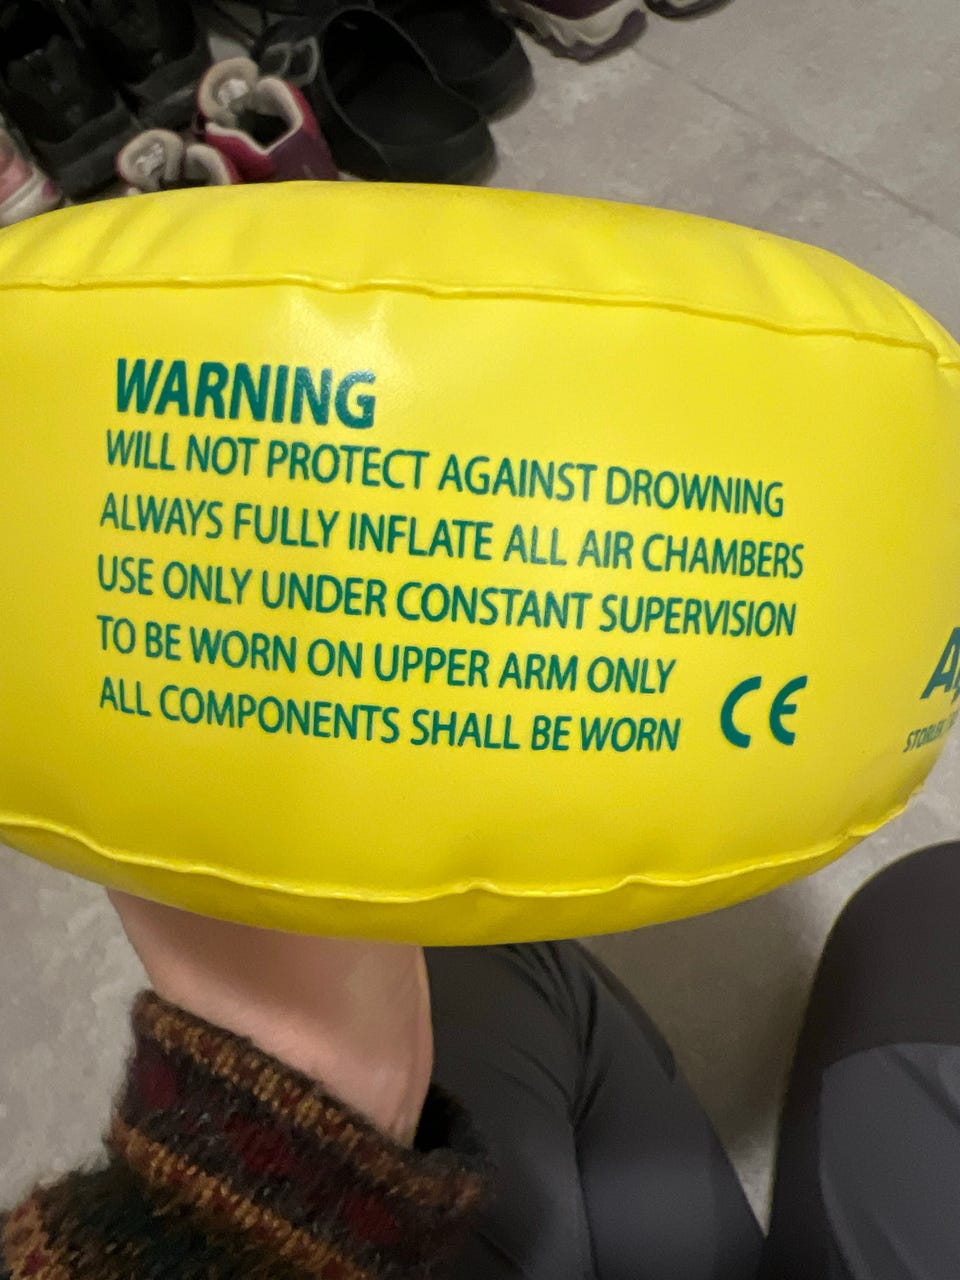 WARNING
WILL NOT PROTECT AGAINST DROWNING
ALWAYS FULLY INFLATE ALL AIR CHAMBERS
USE ONLY UNDER CONSTANT SUPERVISION
TO BE WORN ON UPPER ARM ONLY
ALL COMPONENTS SHALL BE WORN
CE